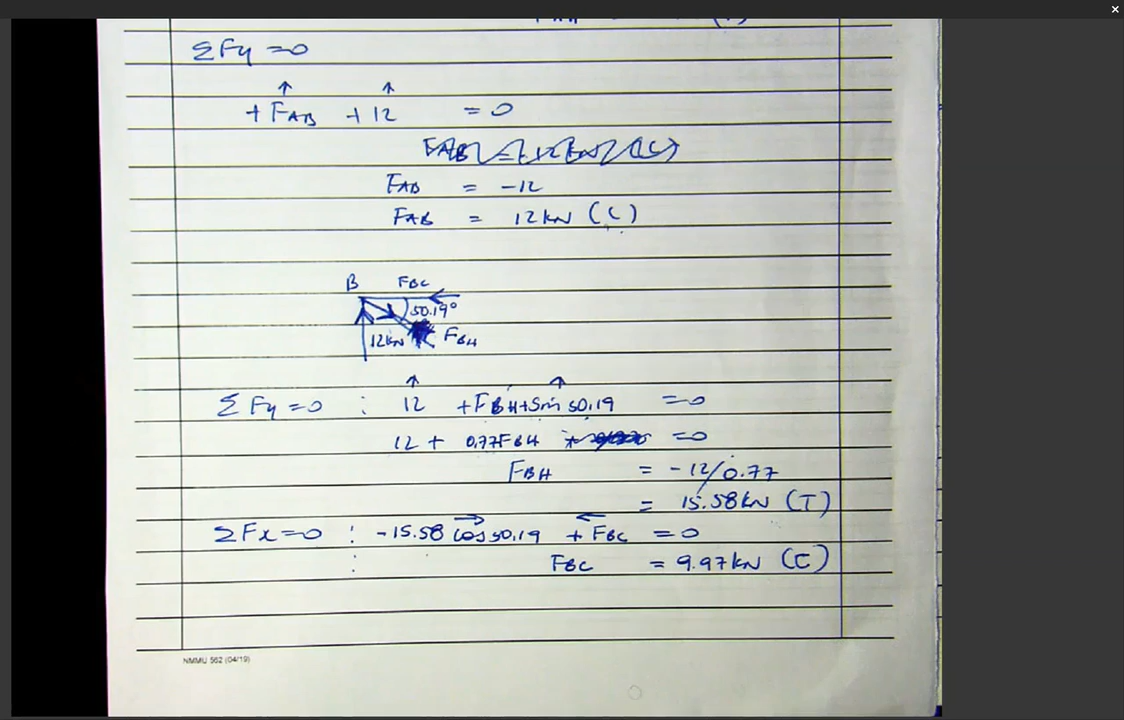 ΣFy =0
↑ ↑
+ FAB + 12 = 0
FAB = -12
FAB = 12kN (C)
B FBC
50.19°
12kN FBH
↑ ↑
ΣFy=0 : 12 +FBH+Sin 50.19 =0
12 + 0.77FBH =0
FBH = -12/0.77
= 15.58kN (T)
→ ←
ΣFx=0 : -15.58 cos50.19 + FBC =0
: FBC = 9.97kN (C)
NMMU 562 (04/19)